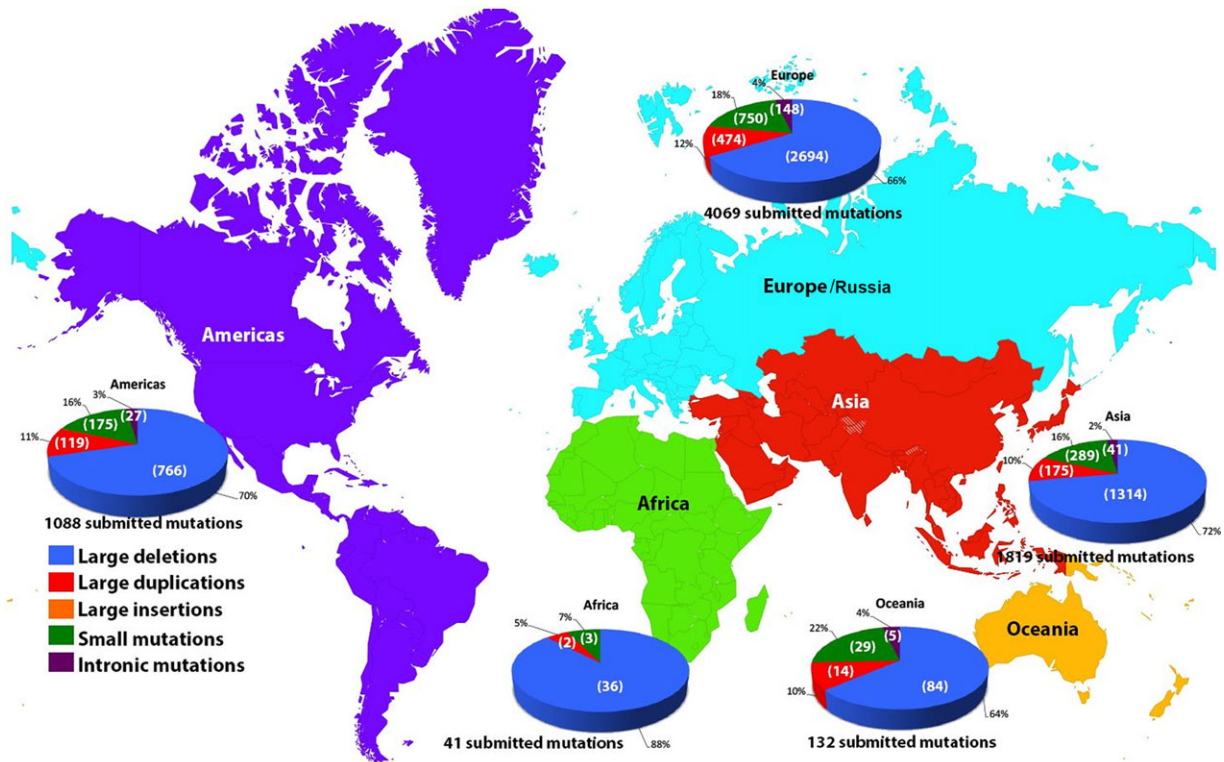 Europe
4%
18%
(148)
(750)
(474)
12%
(2694)
66%
4069 submitted mutations
Europe/Russia
Americas
Asia
Africa
Oceania
Americas
3%
16%
(27)
(175)
(119)
11%
(766)
70%
1088 submitted mutations
Asia
2%
16%
(41)
(289)
(175)
10%
(1314)
72%
1819 submitted mutations
Large deletions
Large duplications
Large insertions
Small mutations
Intronic mutations
Africa
7%
5%
(3)
(2)
(36)
88%
41 submitted mutations
Oceania
4%
22%
(5)
(29)
(14)
10%
(84)
64%
132 submitted mutations